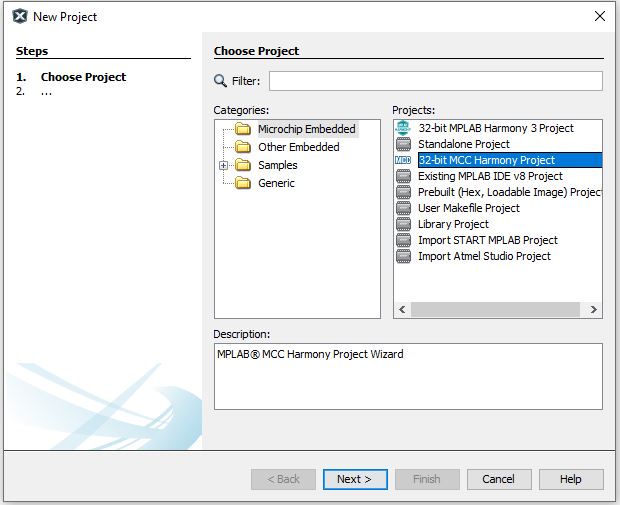 New Project
Steps
1. Choose Project
2. ...
Choose Project
Filter:
Categories:
Microchip Embedded
Other Embedded
Samples
Generic
Projects:
32-bit MPLAB Harmony 3 Project
Standalone Project
MCC 32-bit MCC Harmony Project
Existing MPLAB IDE v8 Project
Prebuilt (Hex, Loadable Image) Projec
User Makefile Project
Library Project
Import START MPLAB Project
Import Atmel Studio Project
Description:
MPLAB® MCC Harmony Project Wizard
< Back
Next >
Finish
Cancel
Help